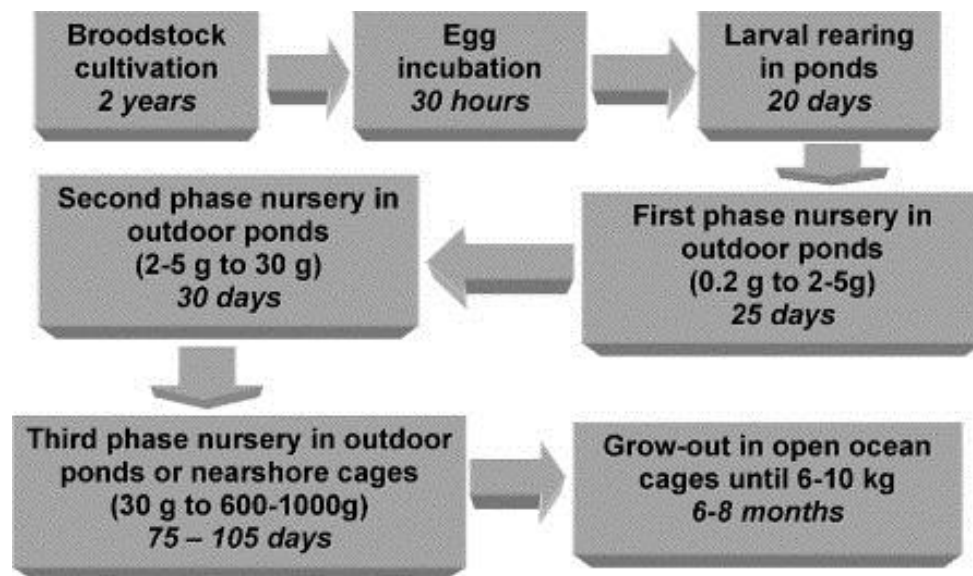 Broodstock
cultivation
2 years
Egg
incubation
30 hours
Larval rearing
in ponds
20 days
First phase nursery in
outdoor ponds
(0.2 g to 2-5g)
25 days
Second phase nursery in
outdoor ponds
(2-5 g to 30 g)
30 days
Third phase nursery in outdoor
ponds or nearshore cages
(30 g to 600-1000g)
75 – 105 days
Grow-out in open ocean
cages until 6-10 kg
6-8 months